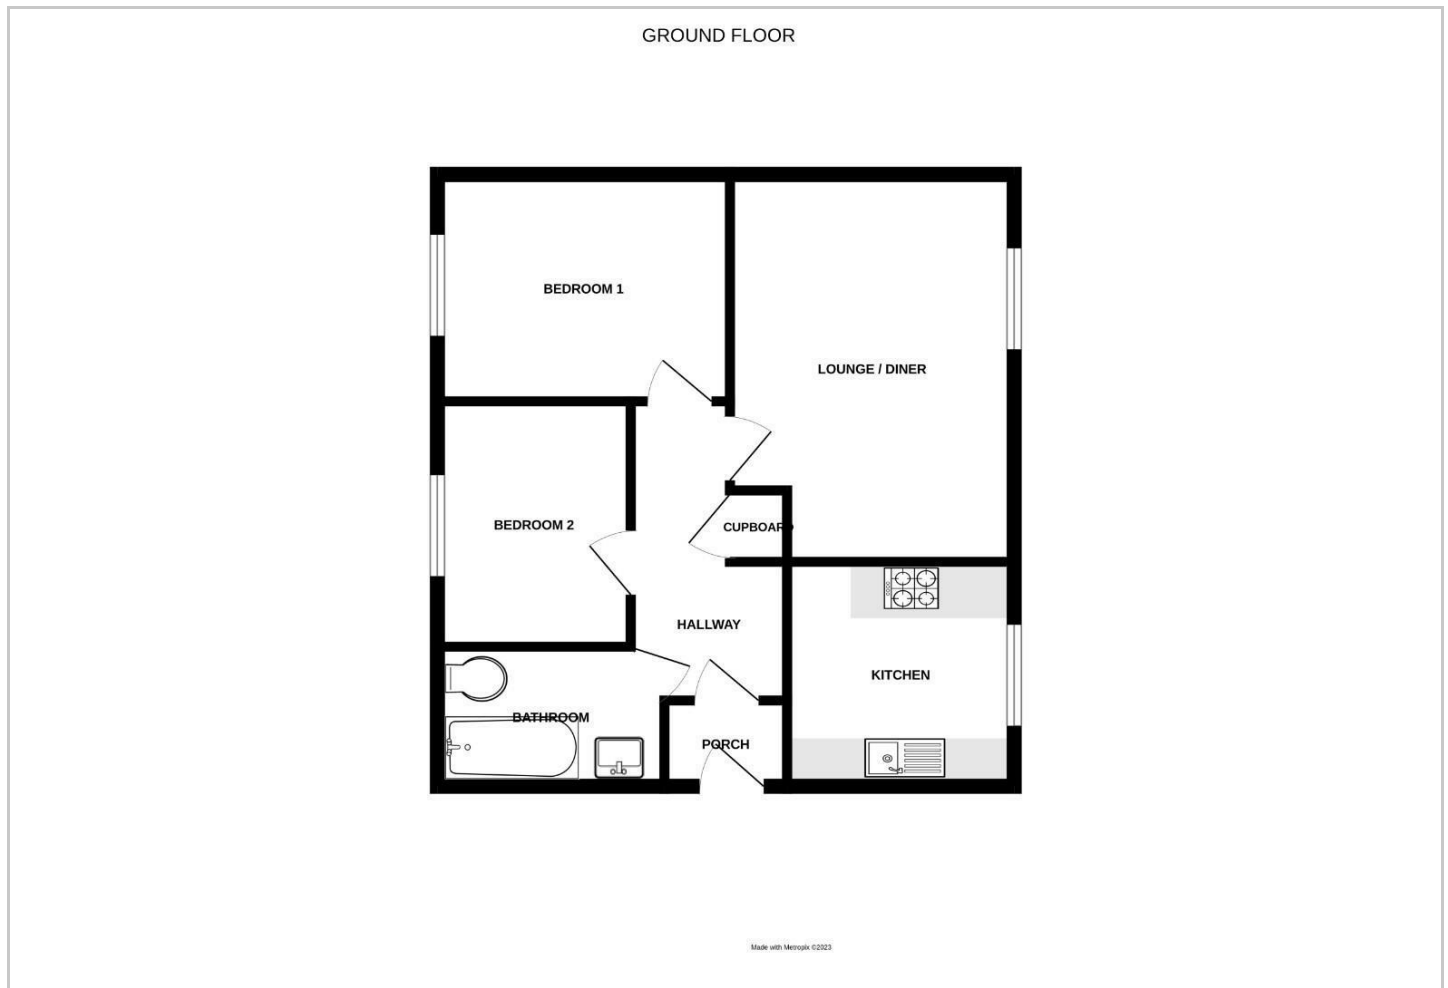 GROUND FLOOR
BEDROOM 1
LOUNGE / DINER
BEDROOM 2
CUPBOARD
HALLWAY
KITCHEN
BATHROOM
PORCH
Made with Metropix ©2023